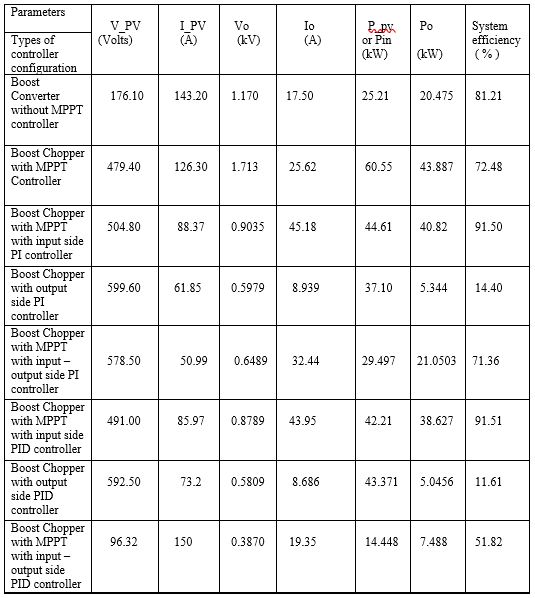 Parameters
V_PV I_PV Vo Io P_pv Po System
Types of (Volts) (A) (kV) (A) or Pin efficiency
controller (kW) (kW) ( % )
configuration
Boost
Converter 176.10 143.20 1.170 17.50 25.21 20.475 81.21
without MPPT
controller
Boost Chopper
with MPPT 479.40 126.30 1.713 25.62 60.55 43.887 72.48
Controller
Boost Chopper
with MPPT 504.80 88.37 0.9035 45.18 44.61 40.82 91.50
with input side
PI controller
Boost Chopper
with output 599.60 61.85 0.5979 8.939 37.10 5.344 14.40
side PI
controller
Boost Chopper
with MPPT
with input – 578.50 50.99 0.6489 32.44 29.497 21.0503 71.36
output side PI
controller
Boost Chopper
with MPPT 491.00 85.97 0.8789 43.95 42.21 38.627 91.51
with input side
PID controller
Boost Chopper
with output 592.50 73.2 0.5809 8.686 43.371 5.0456 11.61
side PID
controller
Boost Chopper
with MPPT 96.32 150 0.3870 19.35 14.448 7.488 51.82
with input –
output side
PID controller